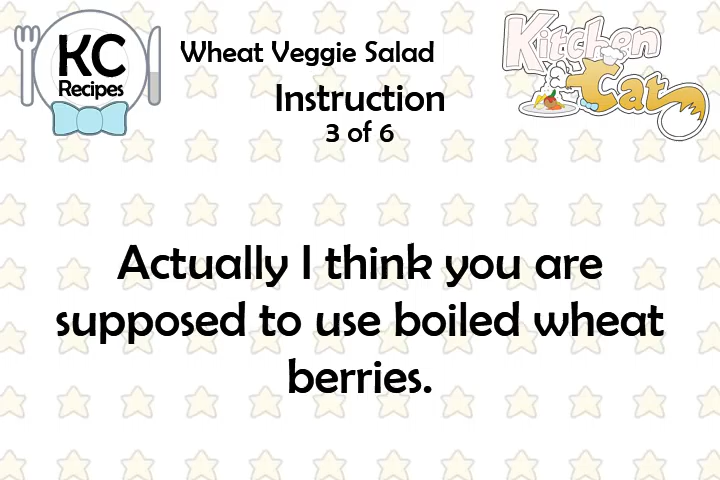 KC
Recipes
Wheat Veggie Salad
Instruction
3 of 6
Kitchen
Cat
Actually I think you are
supposed to use boiled wheat
berries.